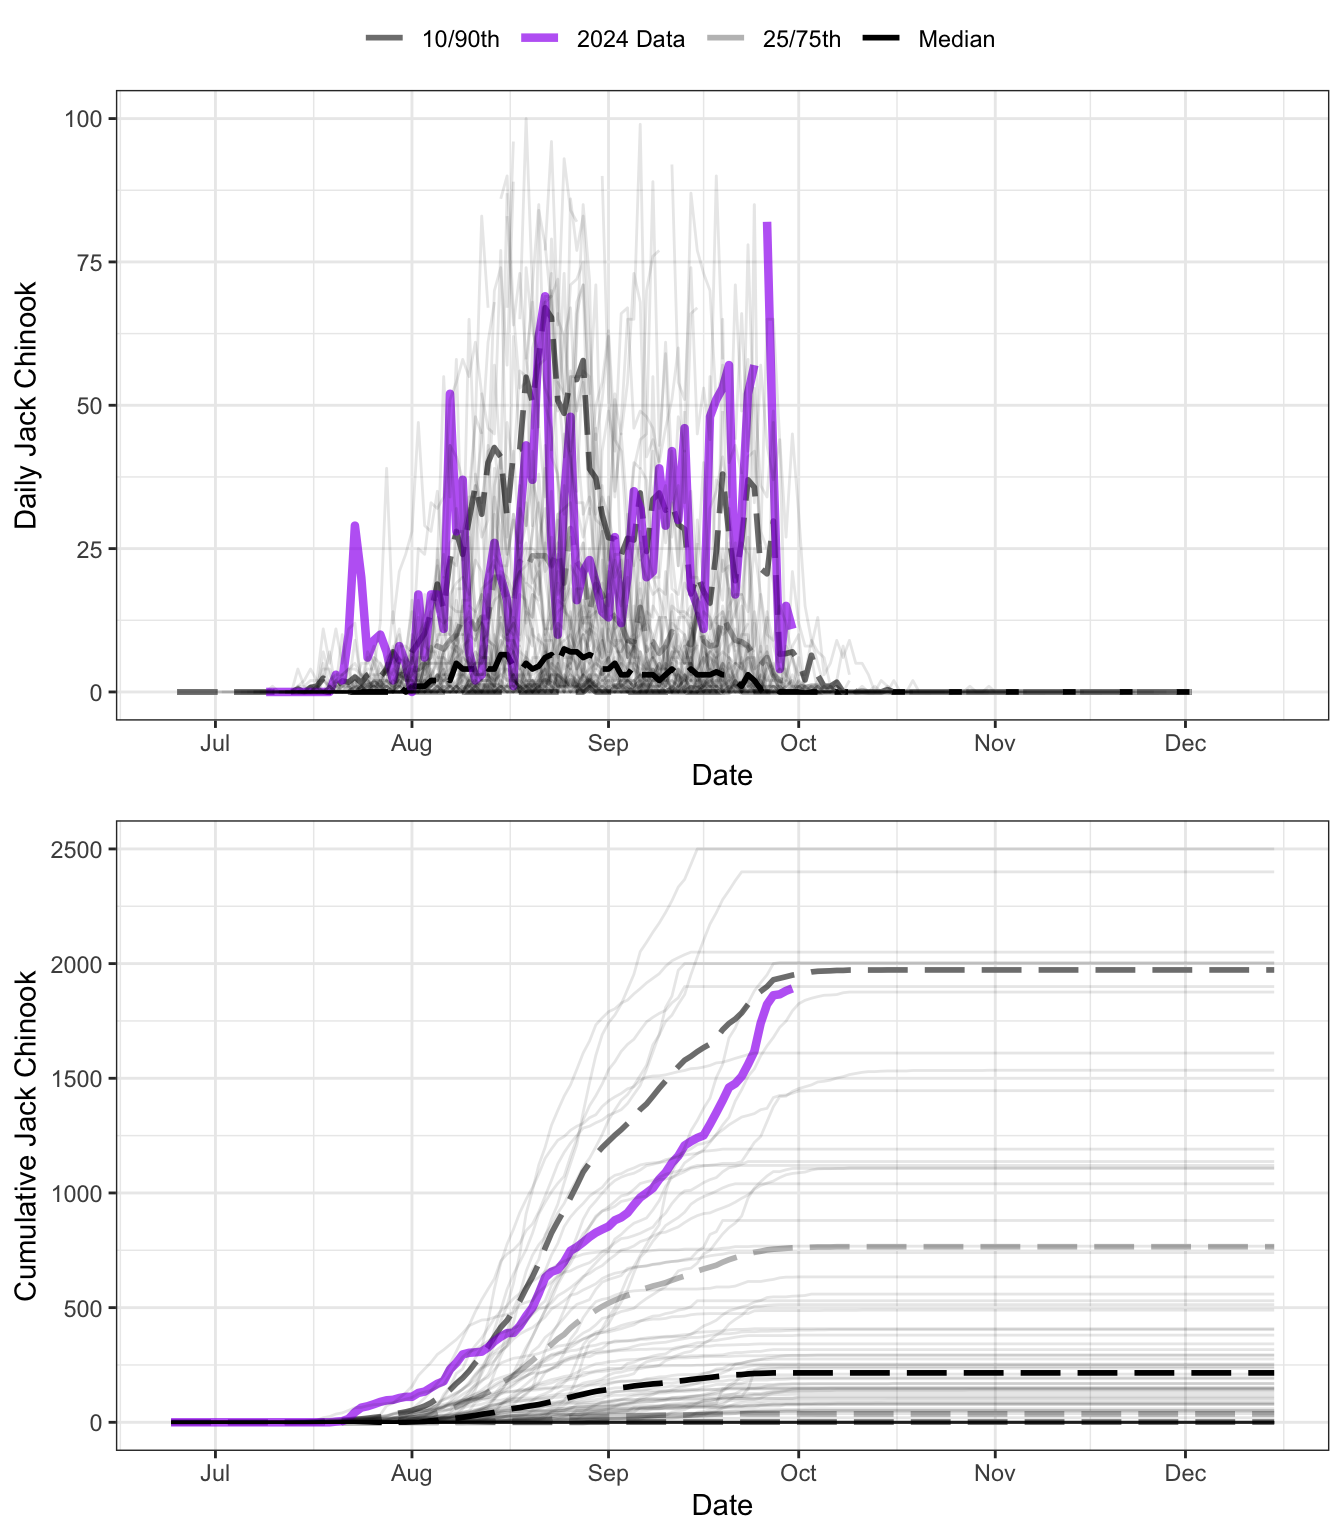 10/90th 2024 Data 25/75th Median
Daily Jack Chinook
100
75
50
25
0
Jul Aug Sep Oct Nov Dec
Date
Cumulative Jack Chinook
2500
2000
1500
1000
500
0
Jul Aug Sep Oct Nov Dec
Date